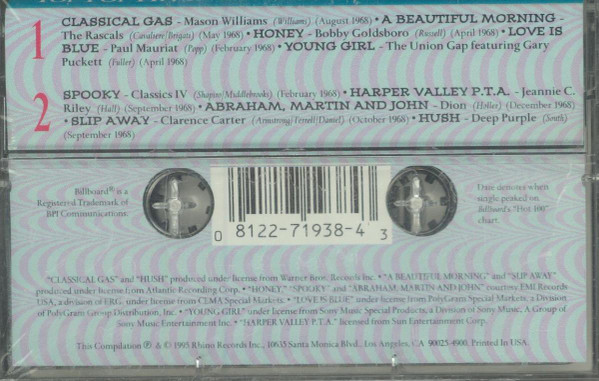 1
CLASSICAL GAS - Mason Williams (Williams) (August 1968) • A BEAUTIFUL MORNING -
The Rascals (Cavaliere/Brigati) (May 1968) • HONEY - Bobby Goldsboro (Russell) (April 1968) • LOVE IS
BLUE - Paul Mauriat (Popp) (February 1968) • YOUNG GIRL - The Union Gap featuring Gary
Puckett (Fuller) (April 1968)
2
SPOOKY - Classics IV (Shapiro/Middlebrooks) (February 1968) • HARPER VALLEY P.T.A. - Jeannie C.
Riley (Hall) (September 1968) • ABRAHAM, MARTIN AND JOHN - Dion (Holler) (December 1968)
• SLIP AWAY - Clarence Carter (Armstrong/Terrell/Daniel) (October 1968) • HUSH - Deep Purple (South)
(September 1968)
Billboard® is a
Registered Trademark of
BPI Communications.
0 8122-71938-4 3
Date denotes when
single peaked on
Billboard's "Hot 100"
chart.
"CLASSICAL GAS" and "HUSH" produced under license from Warner Bros. Records Inc. • "A BEAUTIFUL MORNING" and "SLIP AWAY"
produced under license from Atlantic Recording Corp. • "HONEY," "SPOOKY" and "ABRAHAM, MARTIN AND JOHN" courtesy EMI Records
USA, a division of ERG, under license from CEMA Special Markets. • "LOVE IS BLUE" under license from PolyGram Special Markets, a Division
of PolyGram Group Distribution, Inc. • "YOUNG GIRL" under license from Sony Music Special Products, a Division of Sony Music, A Group of
Sony Music Entertainment Inc. • "HARPER VALLEY P.T.A." licensed from Sun Entertainment Corp.
This Compilation ℗ & © 1995 Rhino Records Inc., 10635 Santa Monica Blvd., Los Angeles, CA 90025-4900. Printed in USA.